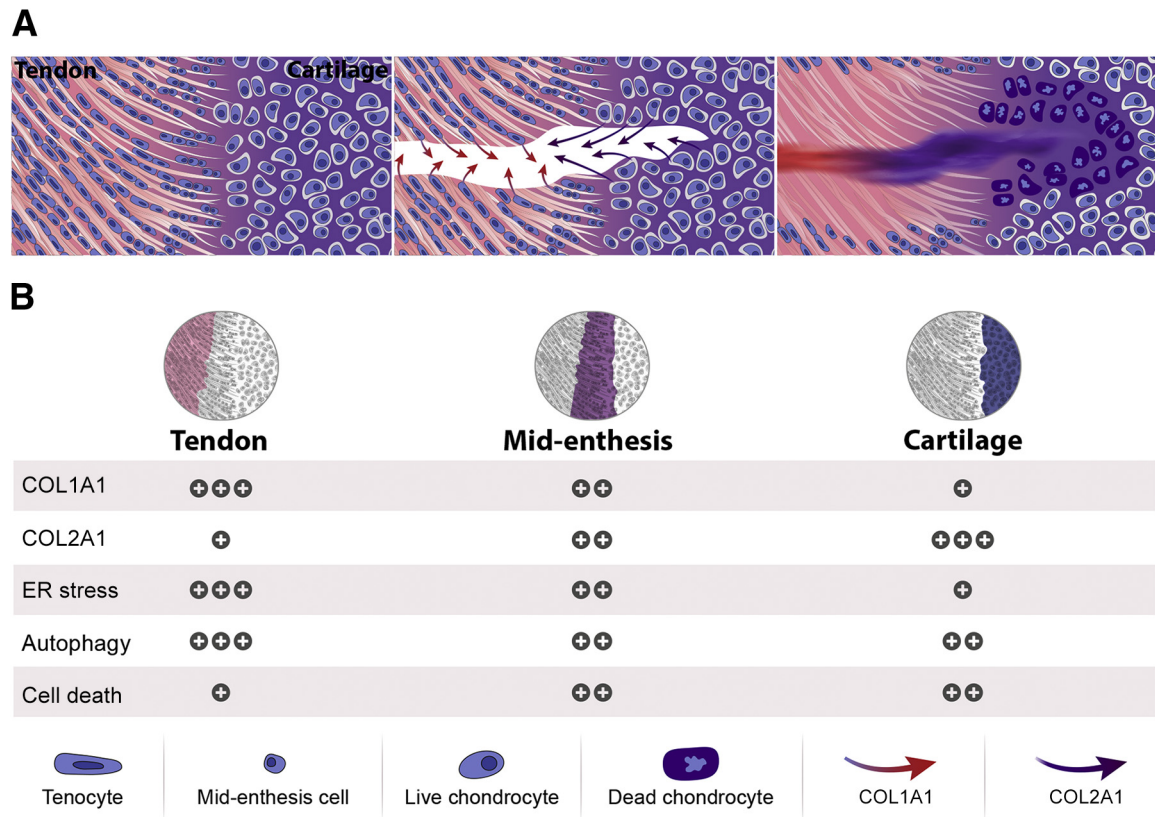 A
Tendon Cartilage
B
Tendon Mid-enthesis Cartilage
COL1A1
COL2A1
ER stress
Autophagy
Cell death
Tenocyte Mid-enthesis cell Live chondrocyte Dead chondrocyte COL1A1 COL2A1